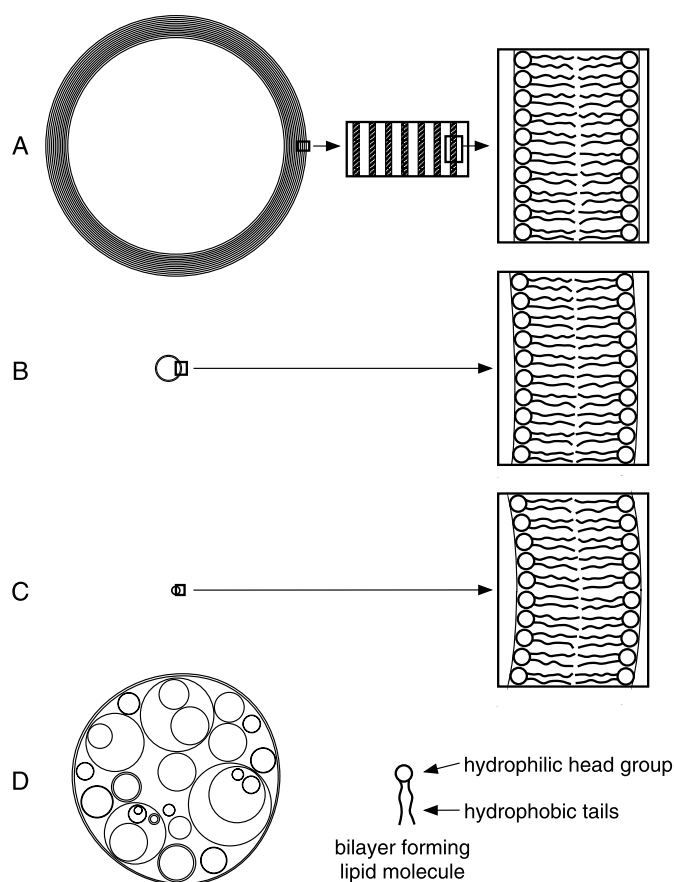 A
B
C
D
hydrophilic head group
hydrophobic tails
bilayer forming
lipid molecule